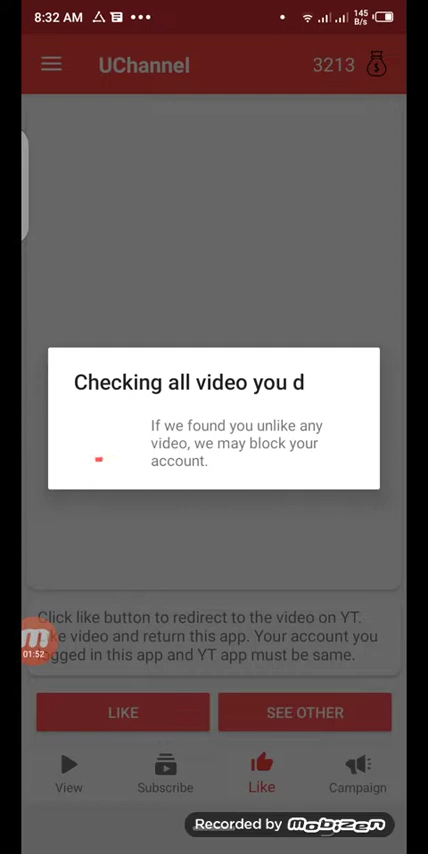 8:32 AM
145
B/s
UChannel
3213
Checking all video you d
If we found you unlike any
video, we may block your
account.
Click like button to redirect to the video on YT.
ke video and return this app. Your account you
gged in this app and YT app must be same.
01:52
LIKE
SEE OTHER
View
Subscribe
Like
Campaign
Recorded by mobizen